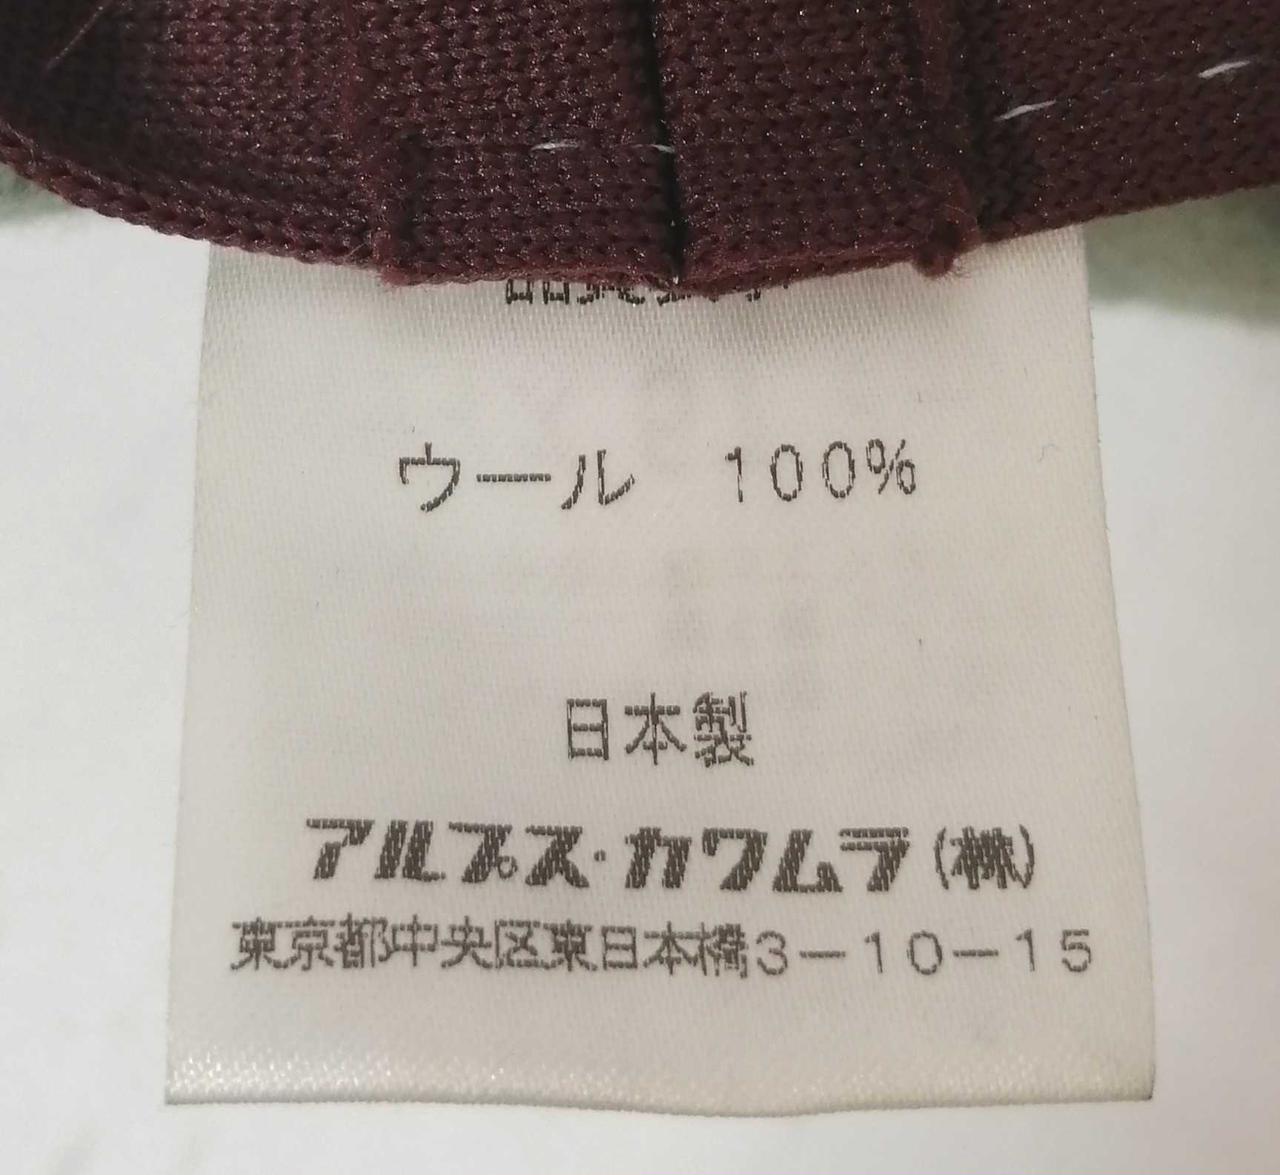 ウール 100%
日本製
アルプス・カワムラ(株)
東京都中央区東日本橋3-10-15